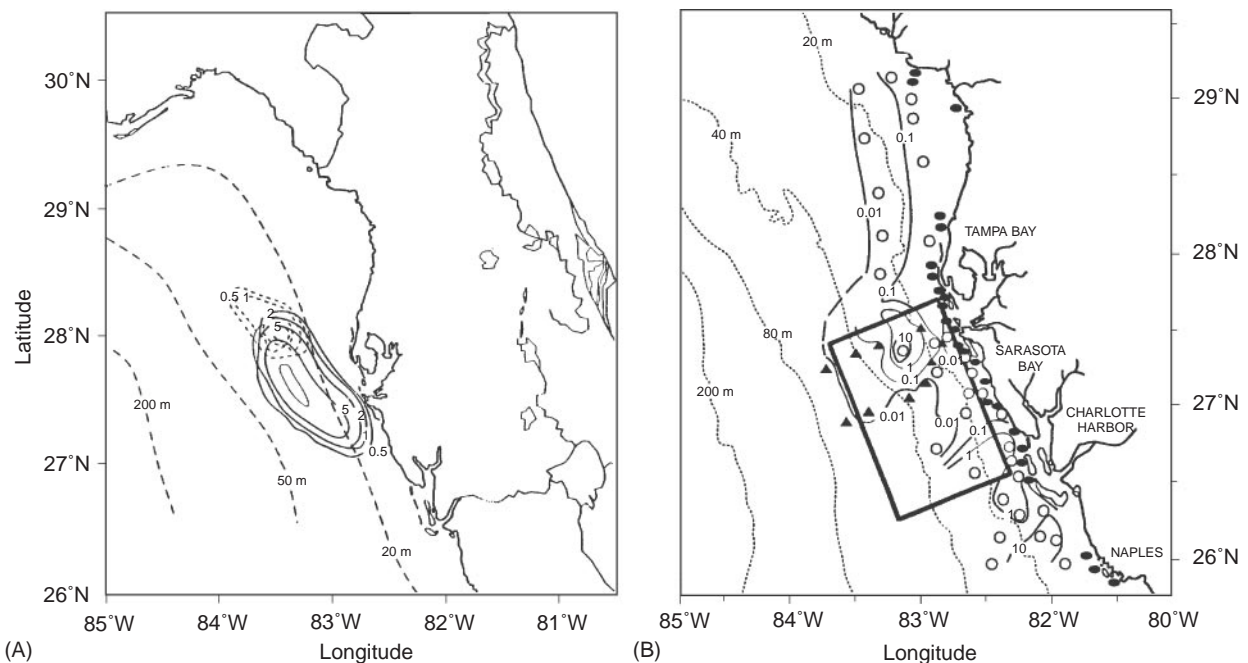 30˚N
29˚N
28˚N
27˚N
26˚N
Latitude
85˚W
84˚W
83˚W
82˚W
81˚W
Longitude
(A)
0.5
1
2
5
5
2
1
0.5
200 m
50 m
20 m
20 m
40 m
80 m
200 m
0.1
0.01
0.1
10
1
0.1
0.01
0.01
0.01
0.1
1
10
TAMPA BAY
SARASOTA
BAY
CHARLOTTE
HARBOR
NAPLES
29˚N
28˚N
27˚N
26˚N
85˚W
84˚W
83˚W
82˚W
80˚W
Longitude
(B)